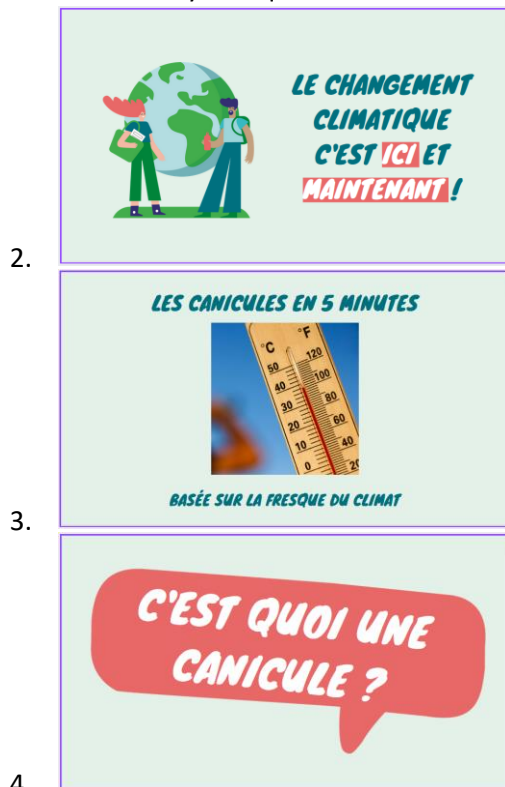 2.
LE CHANGEMENT
CLIMATIQUE
C'EST ICI ET
MAINTENANT !
3.
LES CANICULES EN 5 MINUTES
°C °F
50 120
40 100
30 80
20 60
10 40
0 20
BASÉE SUR LA FRESQUE DU CLIMAT
4.
C'EST QUOI UNE
CANICULE ?